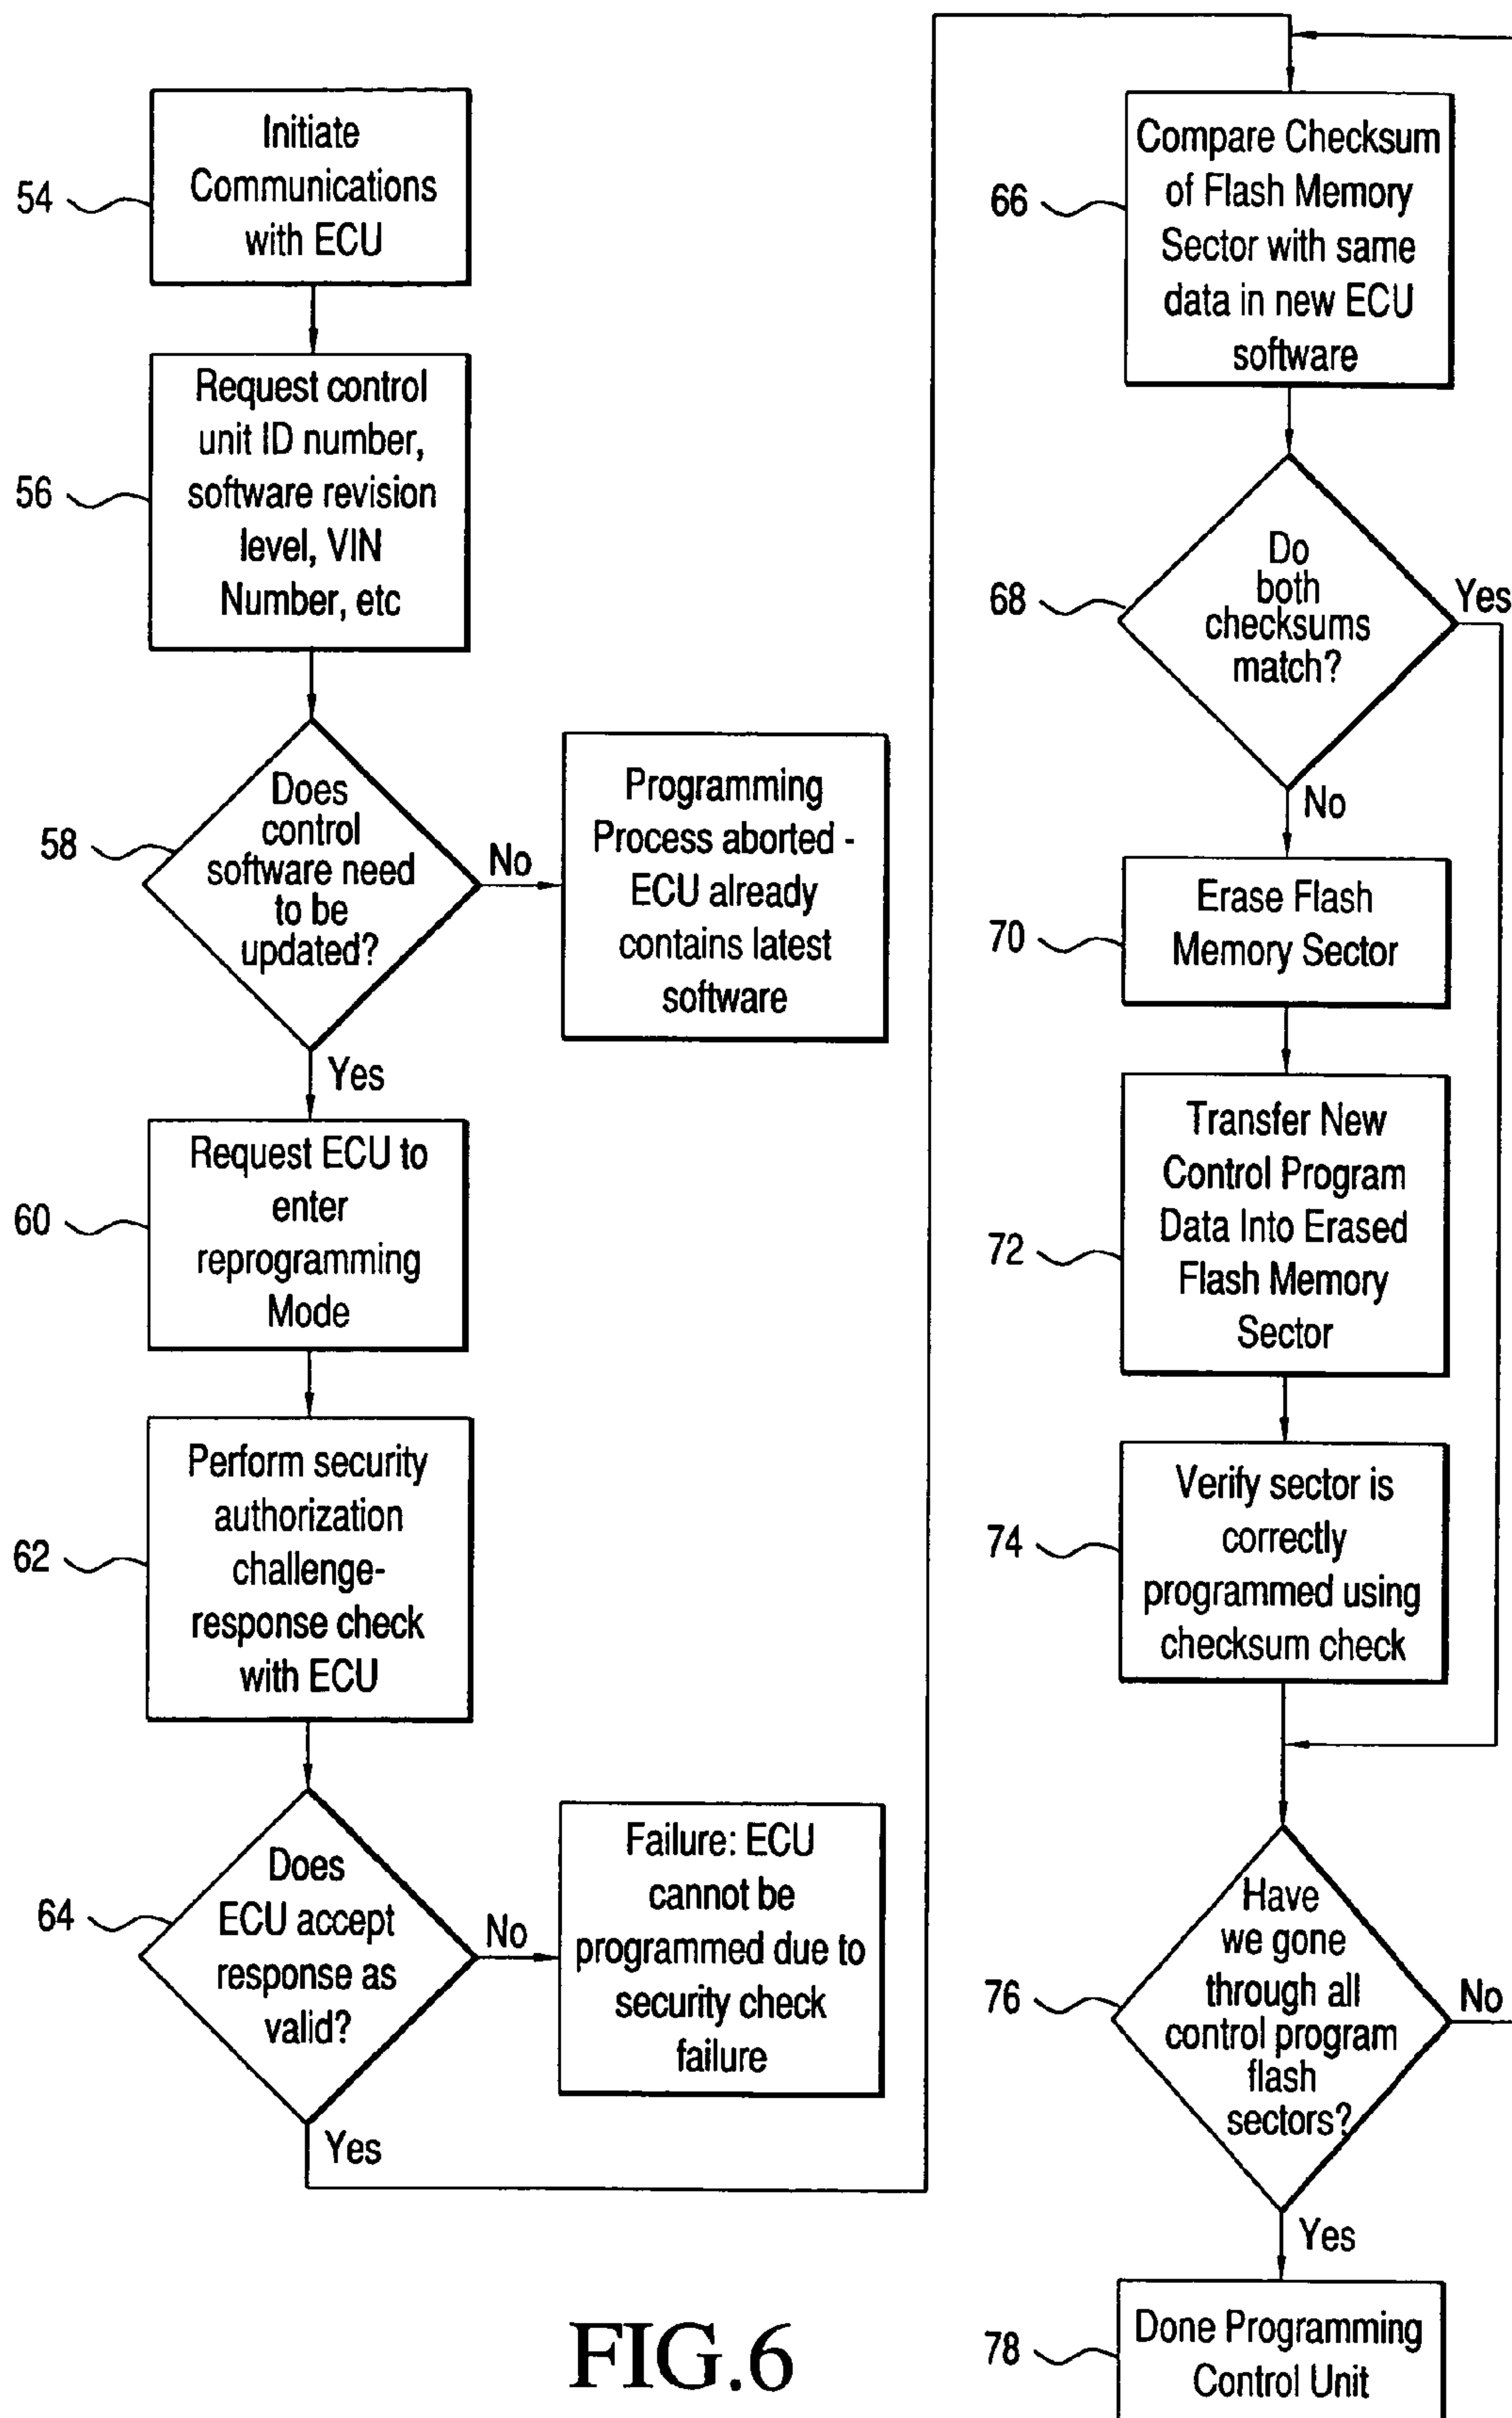 54
Initiate
Communications
with ECU
56
Request control
unit ID number,
software revision
level, VIN
Number, etc
58
Does
control
software need
to be
updated?
No
Programming
Process aborted -
ECU already
contains latest
software
Yes
60
Request ECU to
enter
reprogramming
Mode
62
Perform security
authorization
challenge-
response check
with ECU
64
Does
ECU accept
response as
valid?
No
Failure: ECU
cannot be
programmed due to
security check
failure
Yes
66
Compare Checksum
of Flash Memory
Sector with same
data in new ECU
software
68
Do
both
checksums
match?
Yes
No
70
Erase Flash
Memory Sector
72
Transfer New
Control Program
Data Into Erased
Flash Memory
Sector
74
Verify sector is
correctly
programmed using
checksum check
76
Have
we gone
through all
control program
flash
sectors?
No
Yes
78
Done Programming
Control Unit
FIG.6